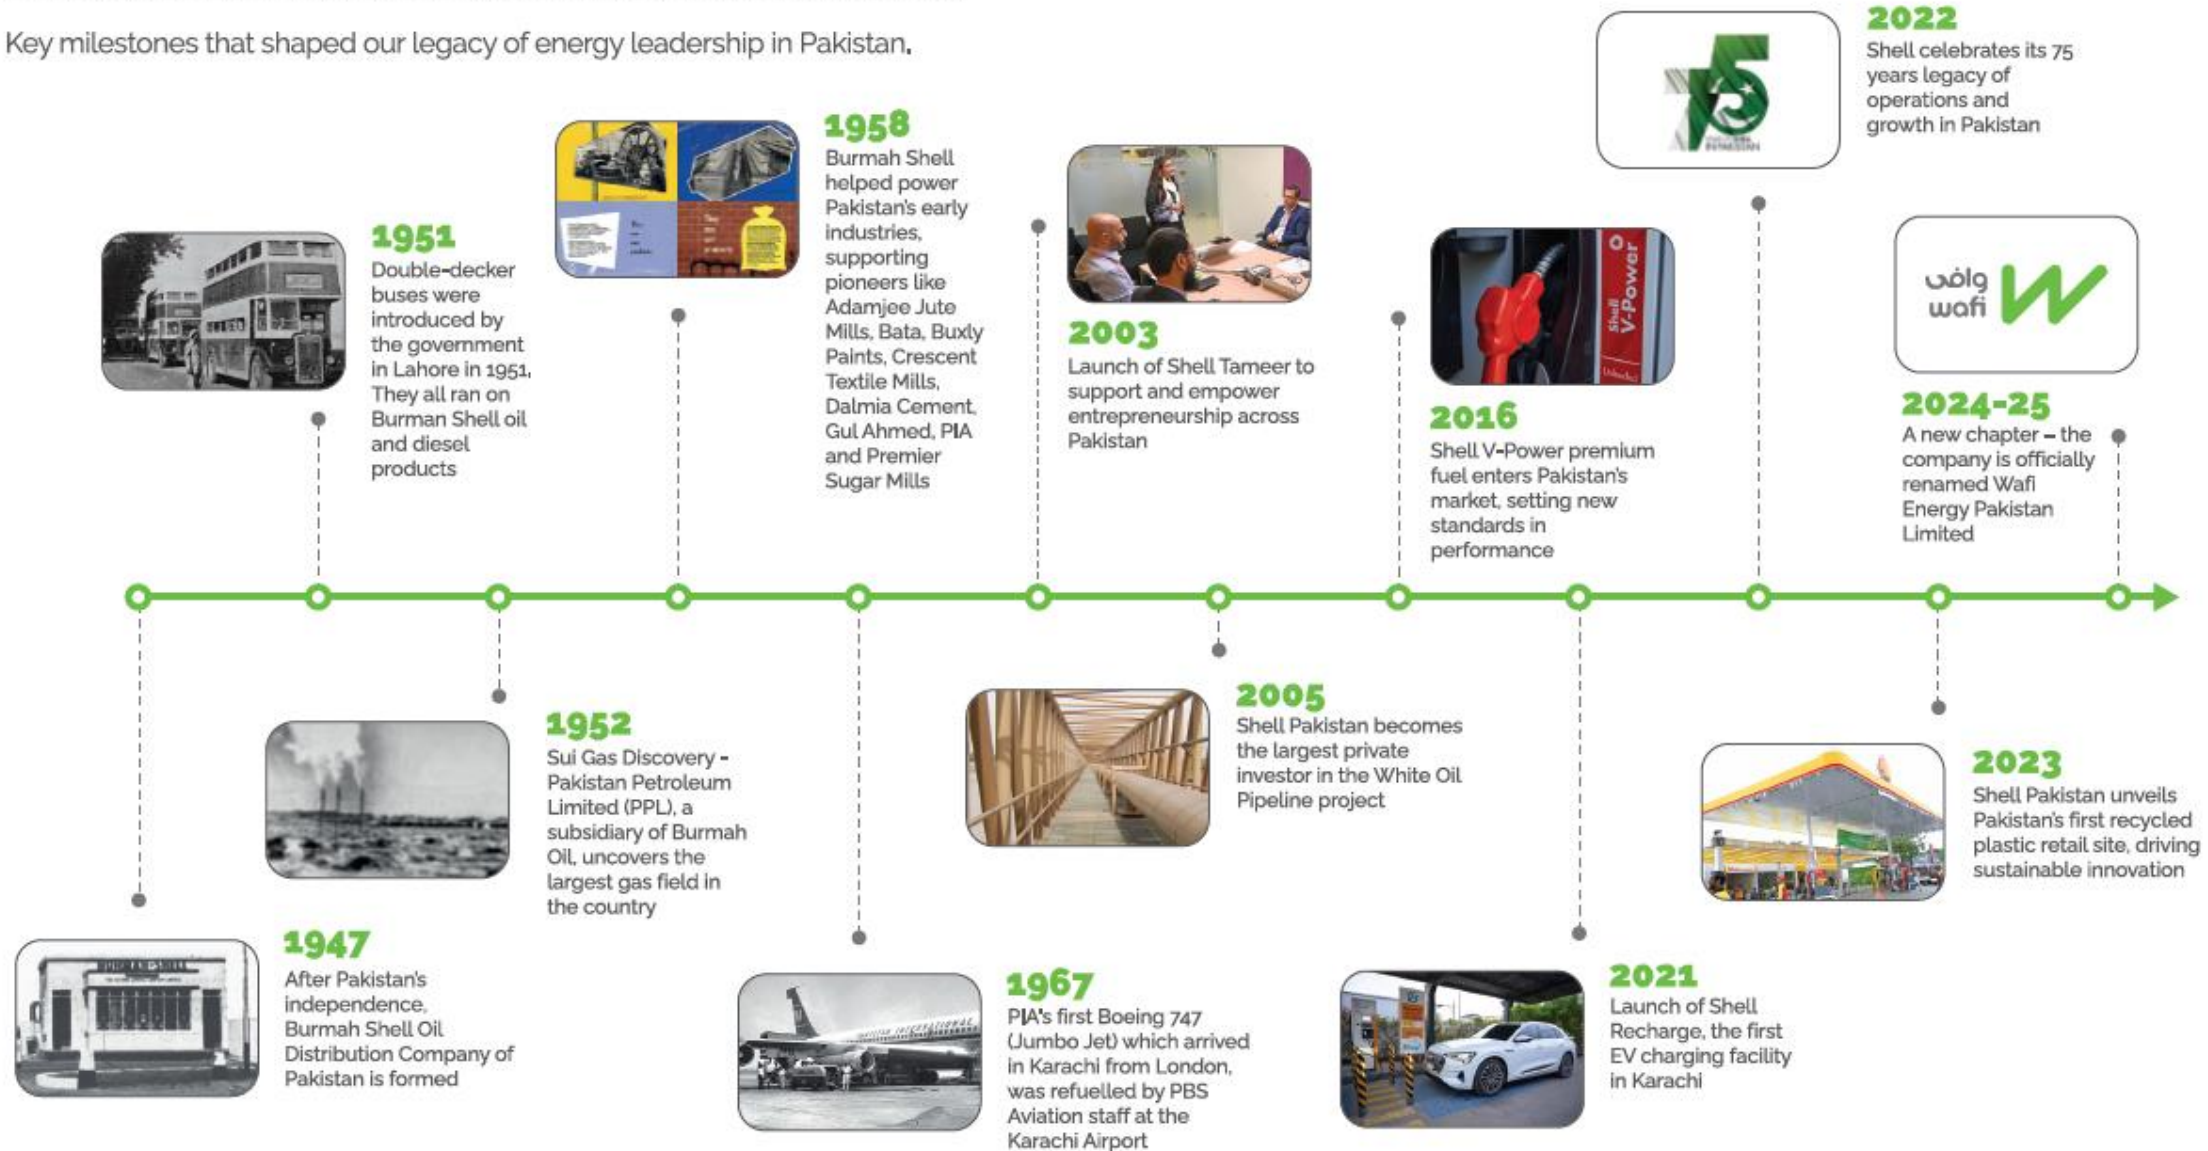 Key milestones that shaped our legacy of energy leadership in Pakistan.
1947
After Pakistan's
independence,
Burmah Shell Oil
Distribution Company of
Pakistan is formed
1951
Double-decker
buses were
introduced by
the government
in Lahore in 1951.
They all ran on
Burman Shell oil
and diesel
products
1952
Sui Gas Discovery -
Pakistan Petroleum
Limited (PPL), a
subsidiary of Burmah
Oil, uncovers the
largest gas field in
the country
1958
Burmah Shell
helped power
Pakistan's early
industries,
supporting
pioneers like
Adamjee Jute
Mills, Bata, Buxly
Paints, Crescent
Textile Mills,
Dalmia Cement,
Gul Ahmed, PIA
and Premier
Sugar Mills
1967
PIA's first Boeing 747
(Jumbo Jet) which arrived
in Karachi from London,
was refuelled by PBS
Aviation staff at the
Karachi Airport
2003
Launch of Shell Tameer to
support and empower
entrepreneurship across
Pakistan
2005
Shell Pakistan becomes
the largest private
investor in the White Oil
Pipeline project
Shell
V-Power
2016
Shell V-Power premium
fuel enters Pakistan's
market, setting new
standards in
performance
2021
Launch of Shell
Recharge, the first
EV charging facility
in Karachi
75
2022
Shell celebrates its 75
years legacy of
operations and
growth in Pakistan
2023
Shell Pakistan unveils
Pakistan's first recycled
plastic retail site, driving
sustainable innovation
وافي
wafi
2024-25
A new chapter – the
company is officially
renamed Wafi
Energy Pakistan
Limited